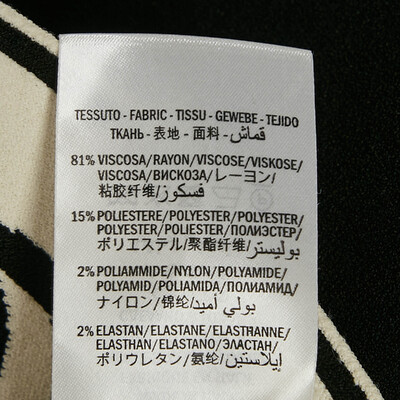 TESSUTO - FABRIC - TISSU - GEWEBE - TEJIDO
ТКАНЬ - 表地 - 面料 - قماش
81% VISCOSA/RAYON/VISCOSE/VISKOSE/
VISCOSA/ВИСКОЗА/レーヨン/
粘胶纤维/فسكوز
15% POLIESTERE/POLYESTER/POLYESTER/
POLYESTER/POLIESTER/ПОЛИЭСТЕР/
ポリエステル/聚酯纤维/بوليستر
2% POLIAMMIDE/NYLON/POLYAMIDE/
POLYAMID/POLIAMIDA/ПОЛИАМИД/
ナイロン/锦纶/بولي أميد
2% ELASTAN/ELASTANE/ELASTHANNE/
ELASTHAN/ELASTANO/ЭЛАСТАН/
ポリウレタン/氨纶/إيلاستين